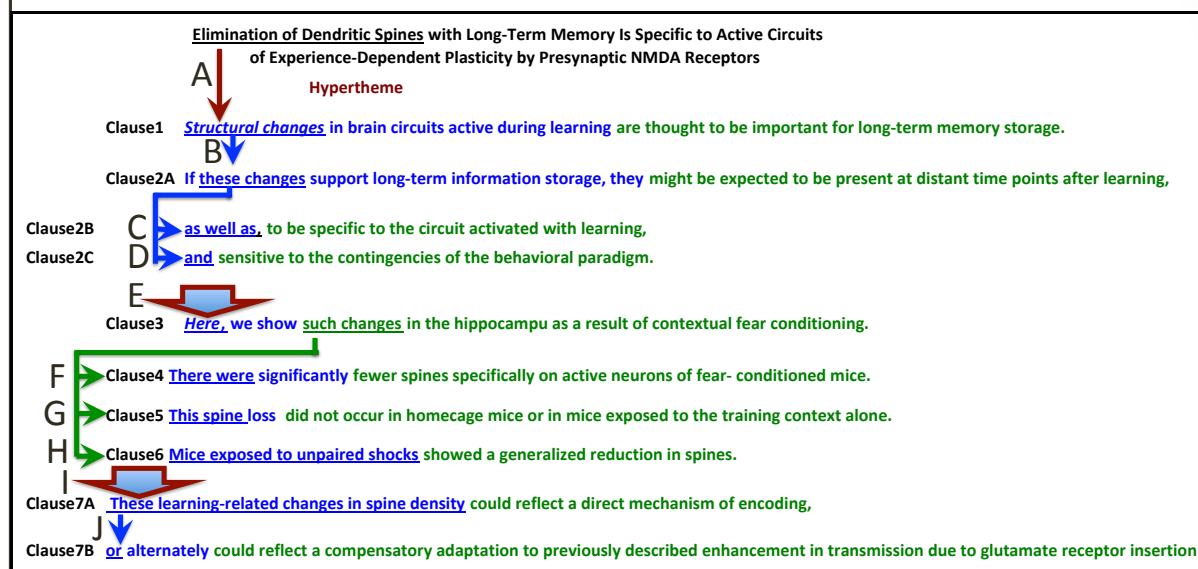 Elimination of Dendritic Spines with Long-Term Memory Is Specific to Active Circuits
of Experience-Dependent Plasticity by Presynaptic NMDA Receptors
A
Hypertheme
Clause1 Structural changes in brain circuits active during learning are thought to be important for long-term memory storage.
B
Clause2A If these changes support long-term information storage, they might be expected to be present at distant time points after learning,
Clause2B C as well as, to be specific to the circuit activated with learning,
Clause2C D and sensitive to the contingencies of the behavioral paradigm.
E
Clause3 Here, we show such changes in the hippocampu as a result of contextual fear conditioning.
F Clause4 There were significantly fewer spines specifically on active neurons of fear- conditioned mice.
G Clause5 This spine loss did not occur in homecage mice or in mice exposed to the training context alone.
H Clause6 Mice exposed to unpaired shocks showed a generalized reduction in spines.
I
Clause7A These learning-related changes in spine density could reflect a direct mechanism of encoding,
J
Clause7B or alternately could reflect a compensatory adaptation to previously described enhancement in transmission due to glutamate receptor insertion